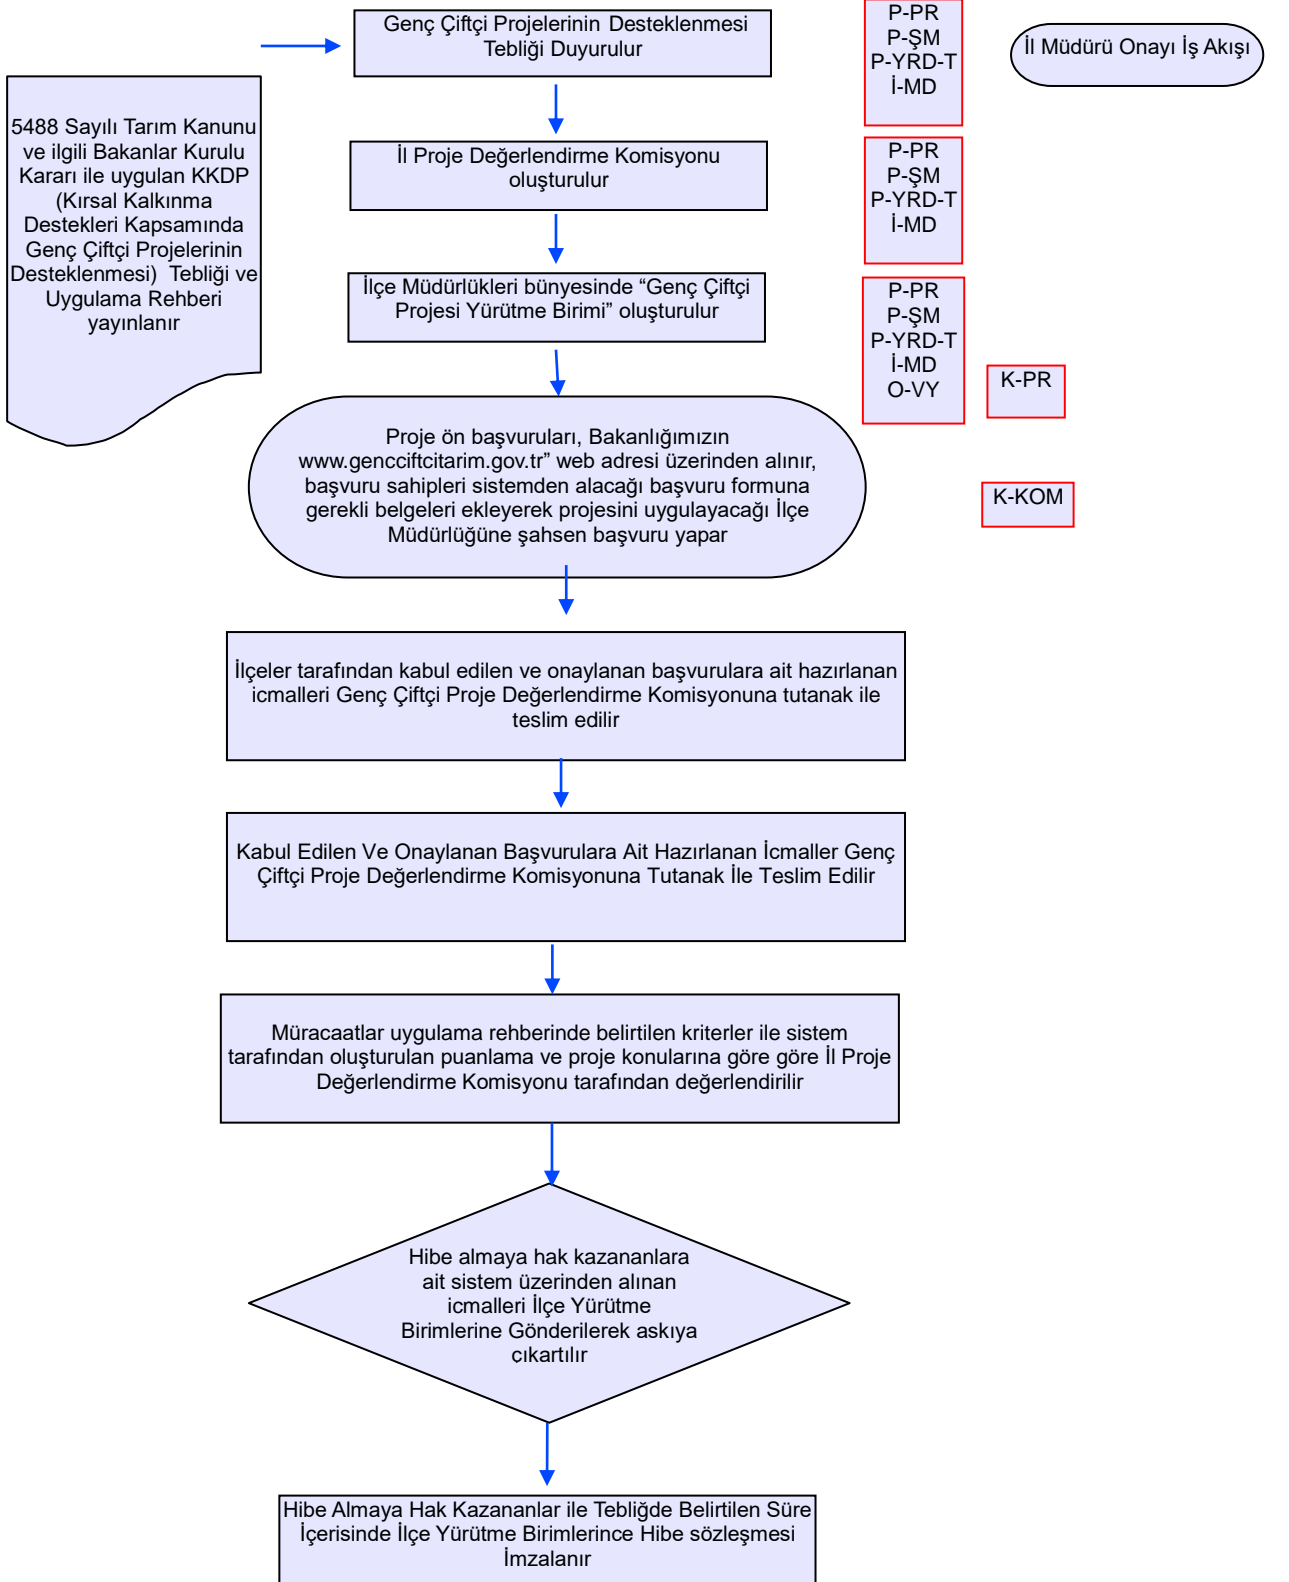 Genç Çiftçi Projelerinin Desteklenmesi
Tebliği Duyurulur
P-PR
P-ŞM
P-YRD-T
İ-MD
İl Müdürü Onayı İş Akışı
5488 Sayılı Tarım Kanunu
ve ilgili Bakanlar Kurulu
Kararı ile uygulan KKDP
(Kırsal Kalkınma
Destekleri Kapsamında
Genç Çiftçi Projelerinin
Desteklenmesi) Tebliği ve
Uygulama Rehberi
yayınlanır
İl Proje Değerlendirme Komisyonu
oluşturulur
P-PR
P-ŞM
P-YRD-T
İ-MD
İlçe Müdürlükleri bünyesinde “Genç Çiftçi
Projesi Yürütme Birimi” oluşturulur
P-PR
P-ŞM
P-YRD-T
İ-MD
O-VY
K-PR
Proje ön başvuruları, Bakanlığımızın
www.gencciftcitarim.gov.tr” web adresi üzerinden alınır,
başvuru sahipleri sistemden alacağı başvuru formuna
gerekli belgeleri ekleyerek projesini uygulayacağı İlçe
Müdürlüğüne şahsen başvuru yapar
K-KOM
İlçeler tarafından kabul edilen ve onaylanan başvurulara ait hazırlanan
icmalleri Genç Çiftçi Proje Değerlendirme Komisyonuna tutanak ile
teslim edilir
Kabul Edilen Ve Onaylanan Başvurulara Ait Hazırlanan İcmaller Genç
Çiftçi Proje Değerlendirme Komisyonuna Tutanak İle Teslim Edilir
Müracaatlar uygulama rehberinde belirtilen kriterler ile sistem
tarafından oluşturulan puanlama ve proje konularına göre göre İl Proje
Değerlendirme Komisyonu tarafından değerlendirilir
Hibe almaya hak kazananlara
ait sistem üzerinden alınan
icmalleri İlçe Yürütme
Birimlerine Gönderilerek askıya
çıkartılır
Hibe Almaya Hak Kazananlar ile Tebliğde Belirtilen Süre
İçerisinde İlçe Yürütme Birimlerince Hibe sözleşmesi
İmzalanır